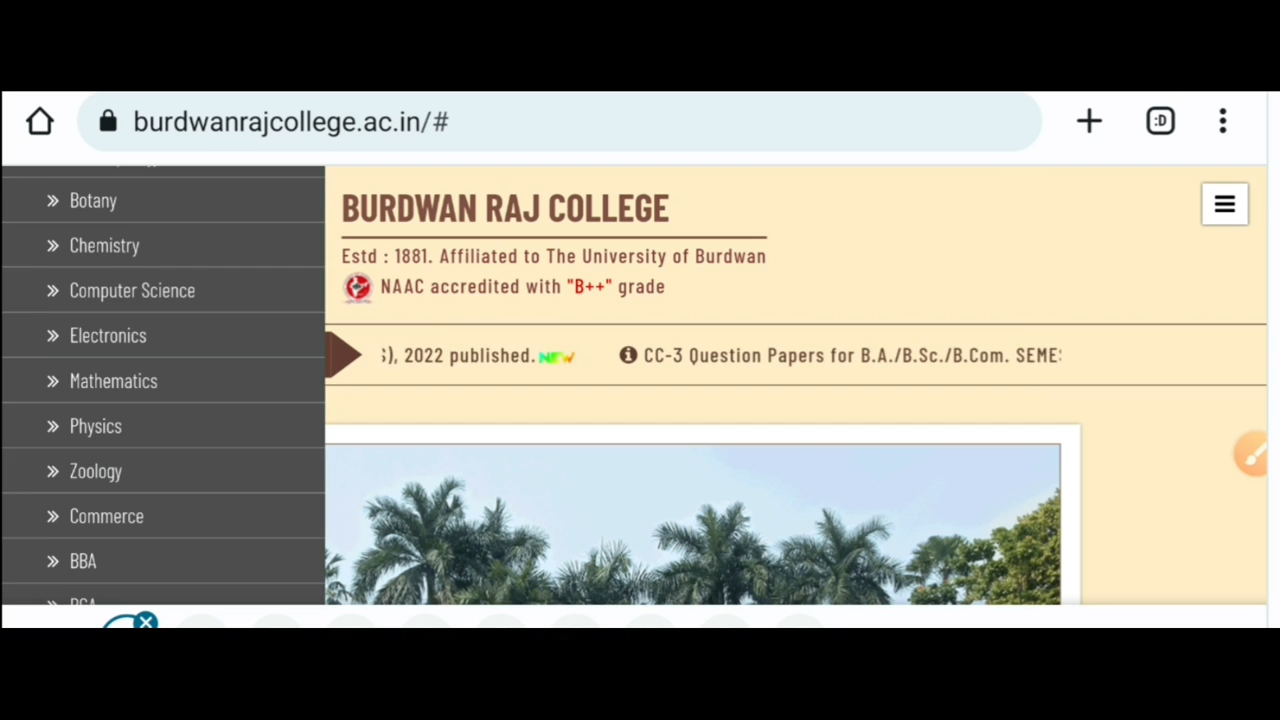 burdwanrajcollege.ac.in/#
:D
Botany
Chemistry
Computer Science
Electronics
Mathematics
Physics
Zoology
Commerce
BBA
BURDWAN RAJ COLLEGE
Estd : 1881. Affiliated to The University of Burdwan
NAAC accredited with "B++" grade
), 2022 published. NEW CC-3 Question Papers for B.A./B.Sc./B.Com.